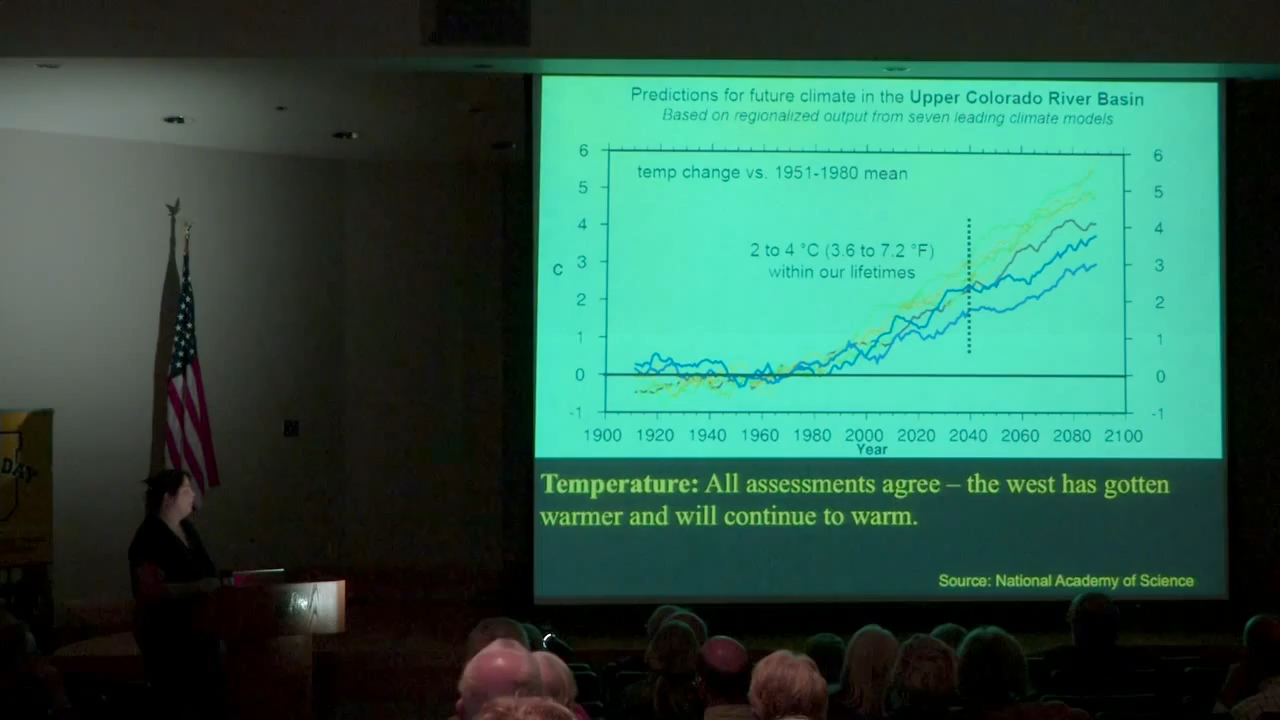 Predictions for future climate in the Upper Colorado River Basin
Based on regionalized output from seven leading climate models
temp change vs. 1951-1980 mean
2 to 4 °C (3.6 to 7.2 °F)
within our lifetimes
C
6
5
4
3
2
1
0
-1
6
5
4
3
2
1
0
-1
1900 1920 1940 1960 1980 2000 2020 2040 2060 2080 2100
Year
Temperature: All assessments agree – the west has gotten
warmer and will continue to warm.
Source: National Academy of Science
DAY